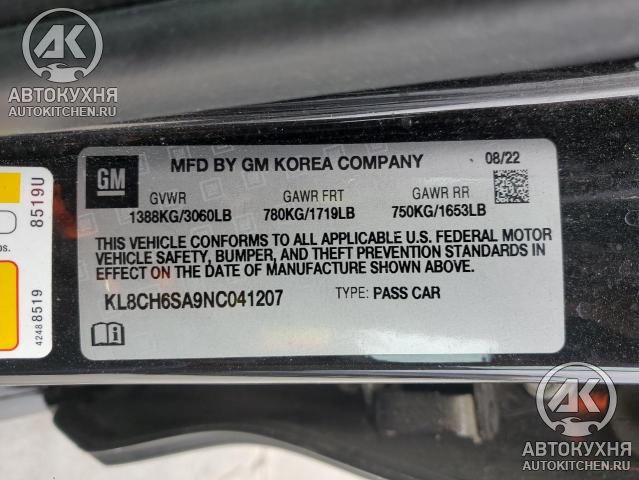 AK
АВТОКУХНЯ
AUTOKITCHEN.RU
8519U
bs.
42488519
GM
MFD BY GM KOREA COMPANY
08/22
GVWR GAWR FRT GAWR RR
1388KG/3060LB 780KG/1719LB 750KG/1653LB
THIS VEHICLE CONFORMS TO ALL APPLICABLE U.S. FEDERAL MOTOR
VEHICLE SAFETY, BUMPER, AND THEFT PREVENTION STANDARDS IN
EFFECT ON THE DATE OF MANUFACTURE SHOWN ABOVE.
KL8CH6SA9NC041207 TYPE: PASS CAR
AK
АВТОКУХНЯ
AUTOKITCHEN.RU